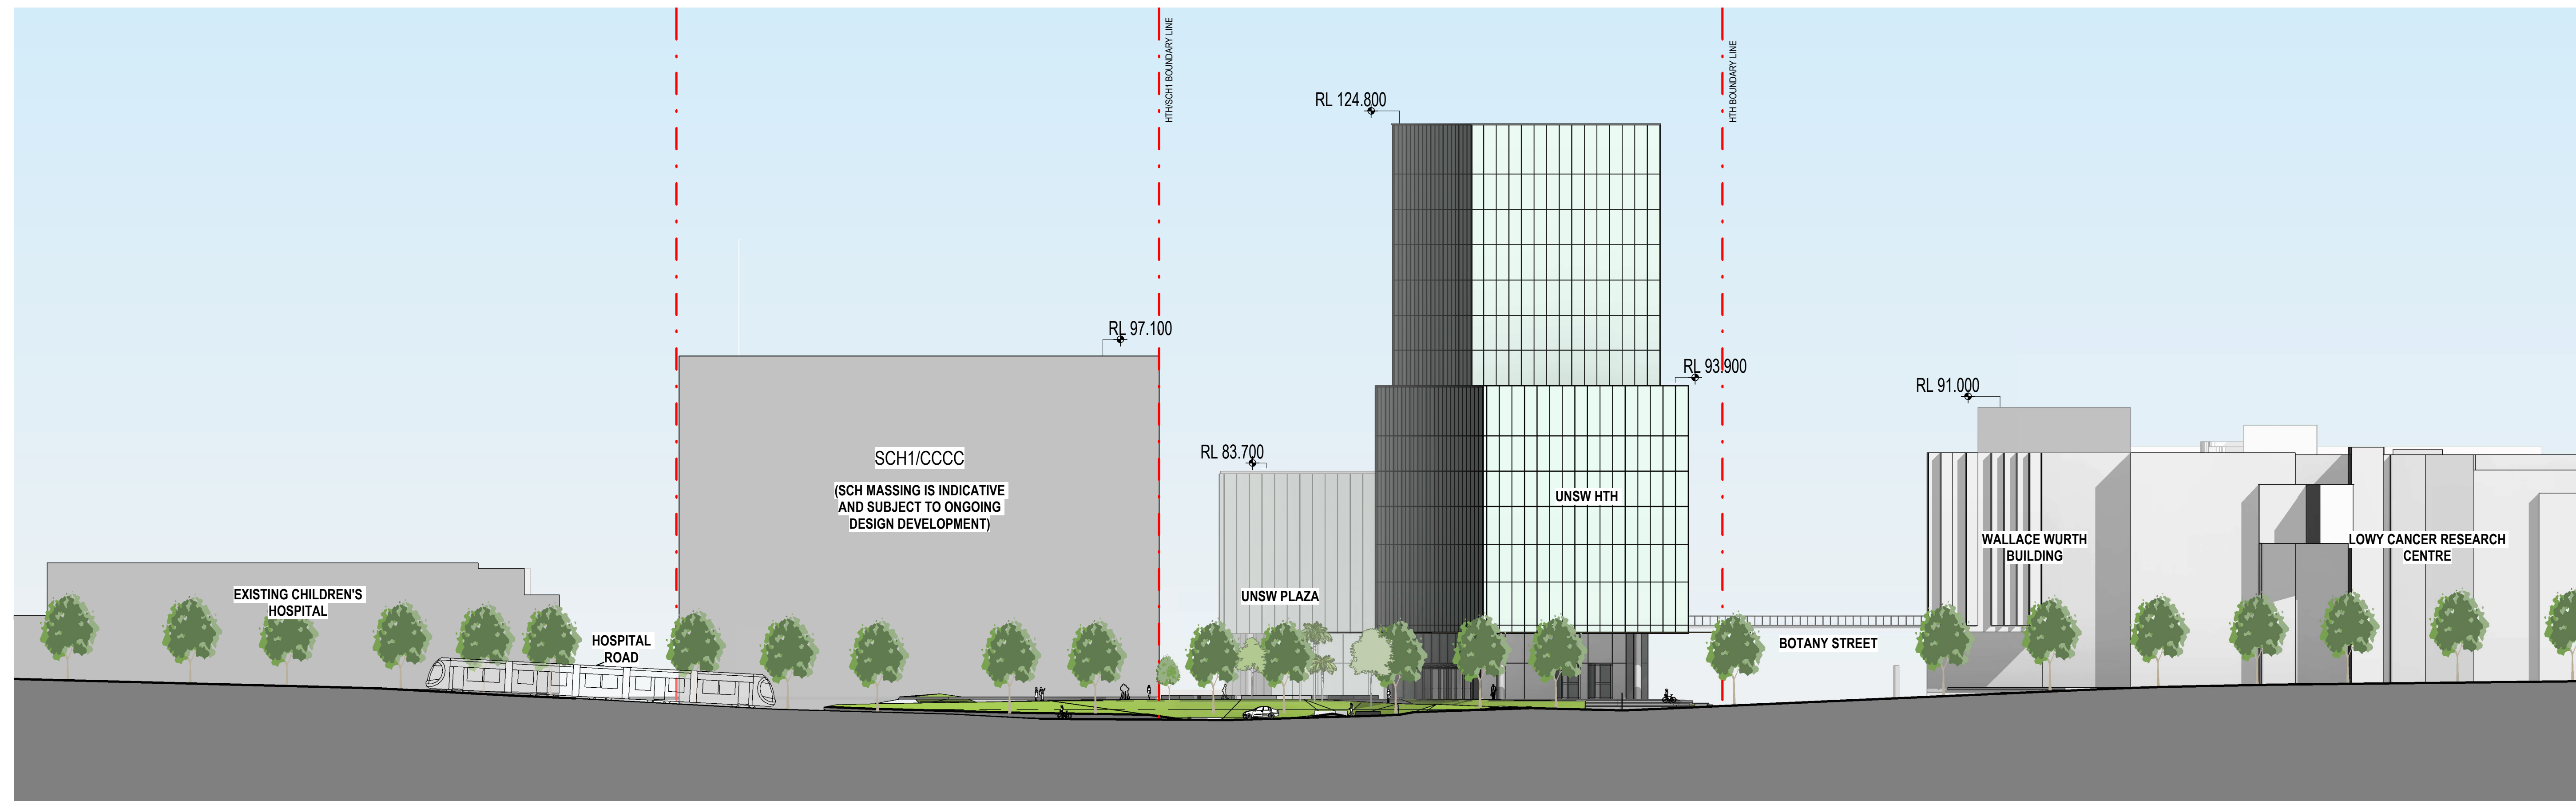 HTH/SCH1 BOUNDARY LINE
HTH BOUNDARY LINE
RL 124.800
RL 97.100
RL 93.900
RL 91.000
RL 83.700
SCH1/CCCC
(SCH MASSING IS INDICATIVE
AND SUBJECT TO ONGOING
DESIGN DEVELOPMENT)
UNSW HTH
WALLACE WURTH
BUILDING
LOWY CANCER RESEARCH
CENTRE
EXISTING CHILDREN'S
HOSPITAL
UNSW PLAZA
HOSPITAL
ROAD
BOTANY STREET